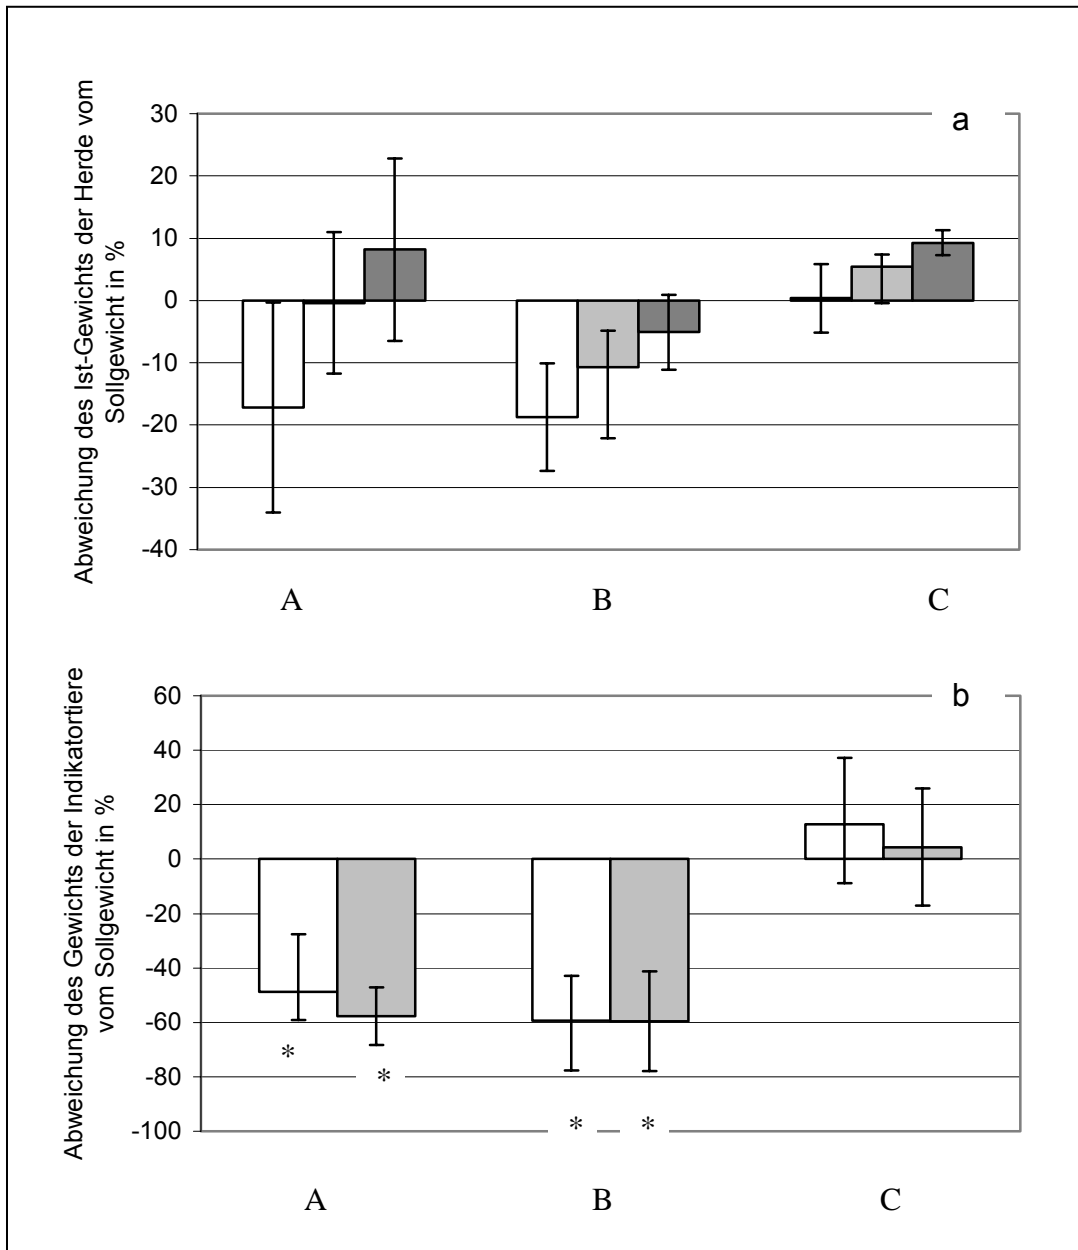 Abweichung des Ist-Gewichts der Herde vom
Sollgewicht in %
30
20
10
0
-10
-20
-30
-40
a
A B C
Abweichung des Gewichts der Indikatortiere
vom Sollgewicht in %
60
40
20
0
-20
-40
-60
-80
-100
b
*
*
* *
A B C